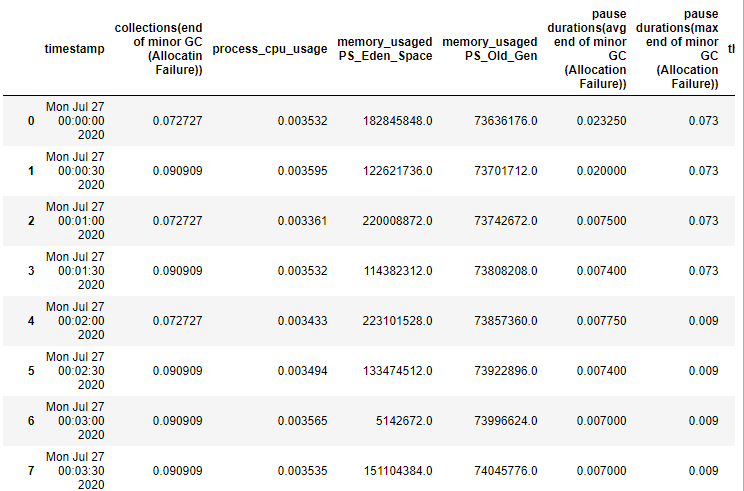 timestamp collections(end of minor GC (Allocatin Failure)) process_cpu_usage memory_usaged PS_Eden_Space memory_usaged PS_Old_Gen pause durations(avg end of minor GC (Allocation Failure)) pause durations(max end of minor GC (Allocation Failure)) tl
0 Mon Jul 27 00:00:00 2020 0.072727 0.003532 182845848.0 73636176.0 0.023250 0.073
1 Mon Jul 27 00:00:30 2020 0.090909 0.003595 122621736.0 73701712.0 0.020000 0.073
2 Mon Jul 27 00:01:00 2020 0.072727 0.003361 220008872.0 73742672.0 0.007500 0.073
3 Mon Jul 27 00:01:30 2020 0.090909 0.003532 114382312.0 73808208.0 0.007400 0.073
4 Mon Jul 27 00:02:00 2020 0.072727 0.003433 223101528.0 73857360.0 0.007750 0.009
5 Mon Jul 27 00:02:30 2020 0.090909 0.003494 133474512.0 73922896.0 0.007400 0.009
6 Mon Jul 27 00:03:00 2020 0.090909 0.003565 5142672.0 73996624.0 0.007000 0.009
7 Mon Jul 27 00:03:30 2020 0.090909 0.003535 151104384.0 74045776.0 0.007000 0.009